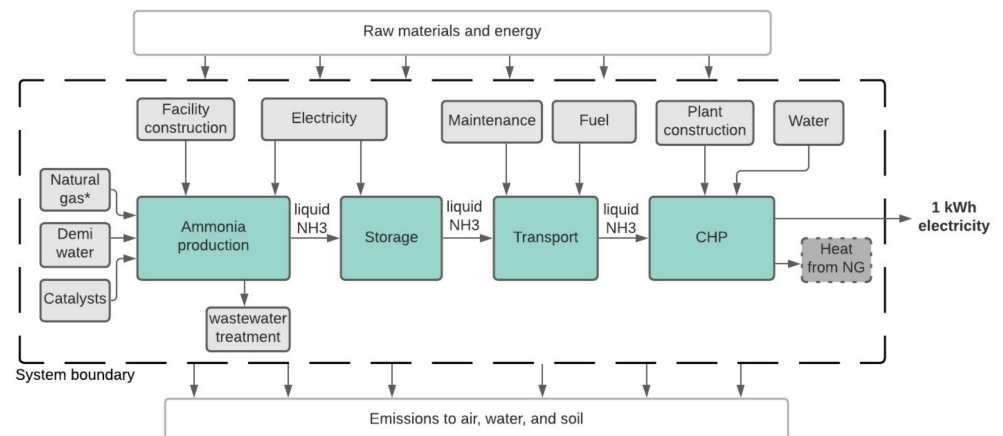 Raw materials and energy
Facility
construction
Electricity
Maintenance
Fuel
Plant
construction
Water
Natural
gas*
Demi
water
Catalysts
Ammonia
production
liquid
NH3
Storage
liquid
NH3
Transport
liquid
NH3
CHP
1 kWh
electricity
Heat
from NG
wastewater
treatment
System boundary
Emissions to air, water, and soil